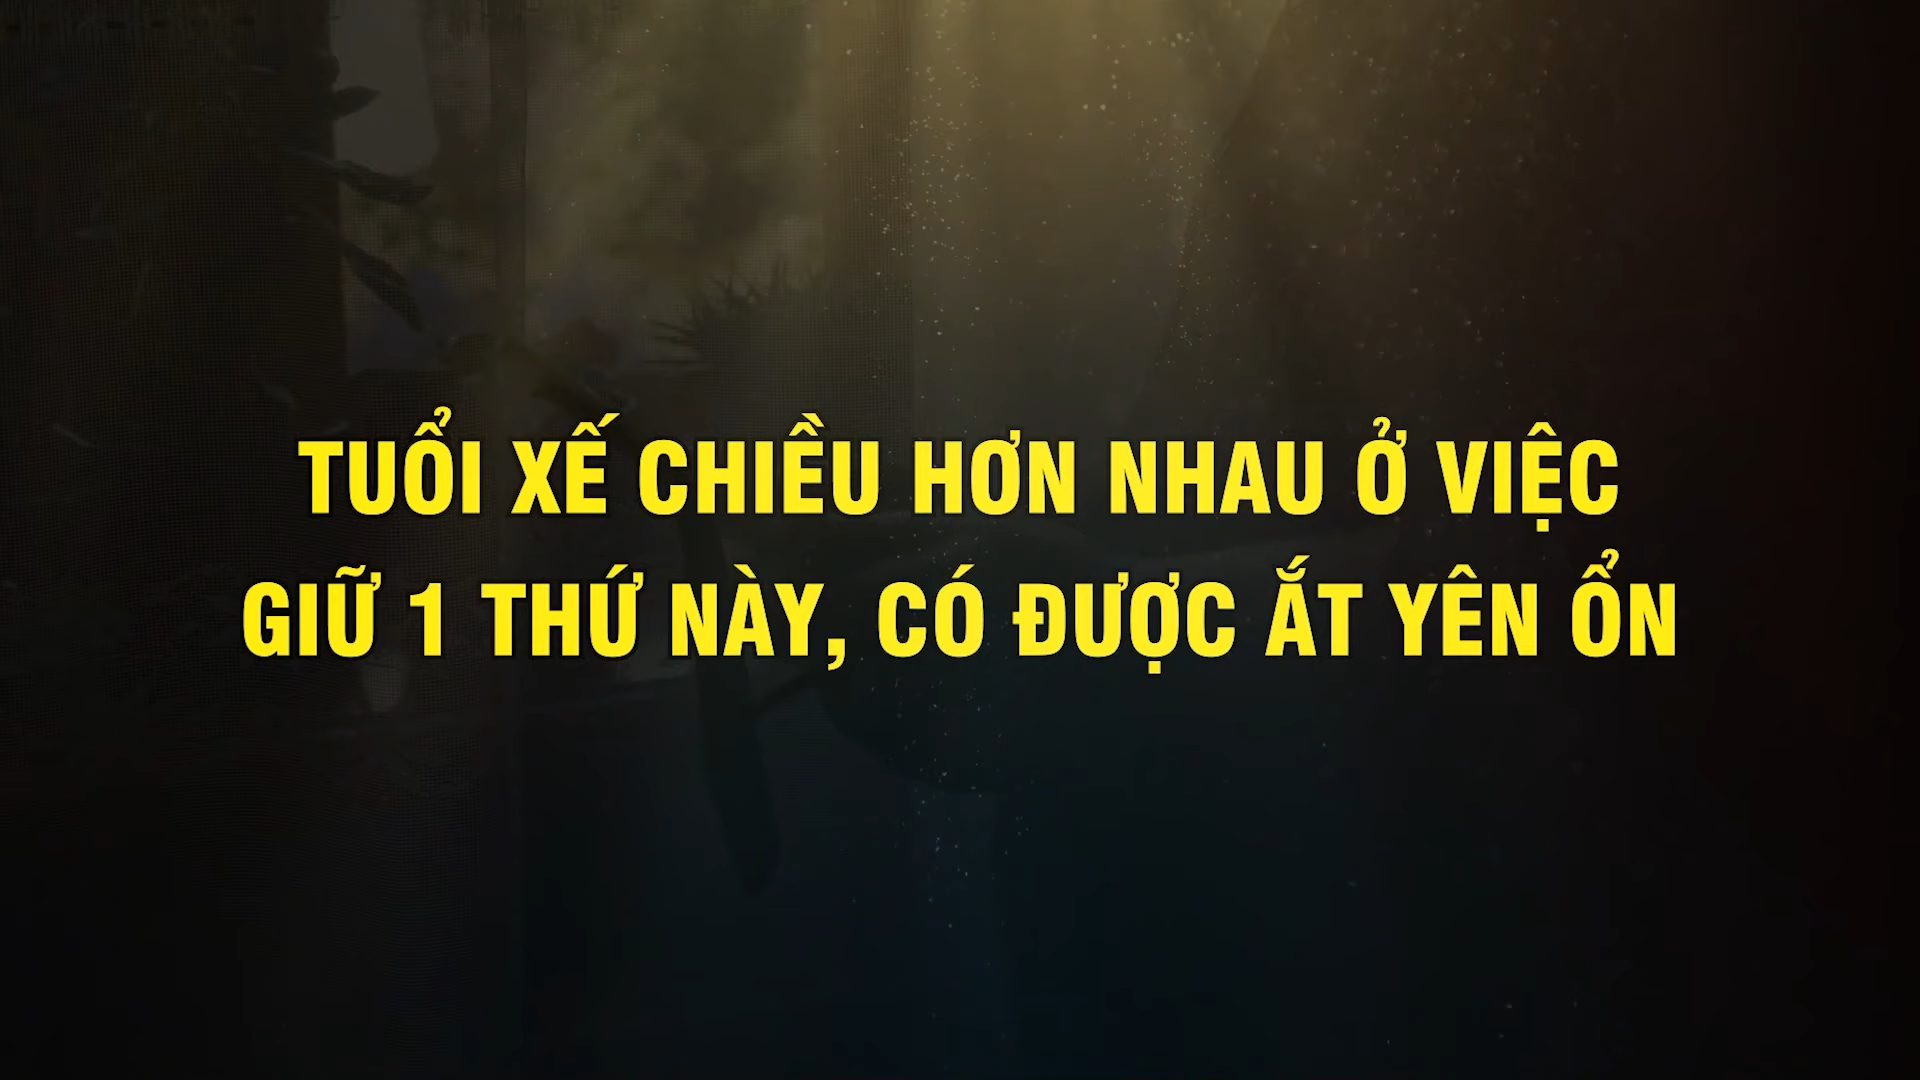 TUỔI XẾ CHIỀU HƠN NHAU Ở VIỆC
GIỮ 1 THỨ NÀY, CÓ ĐƯỢC ẮT YÊN ỔN